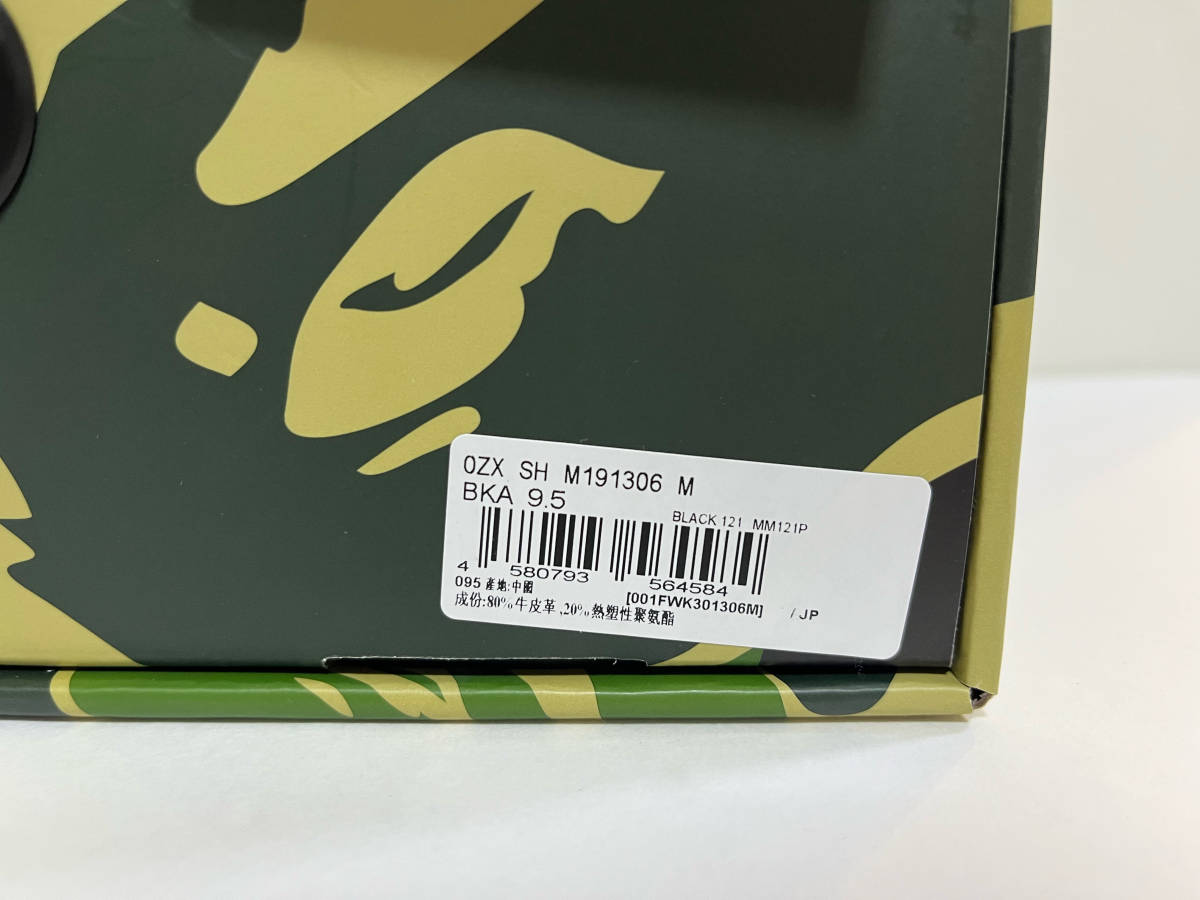 0ZX SH M191306 M
BKA 9.5
BLACK 121 MM121P
4 580793 564584
095 產地:中國 [001FWK301306M] / JP
成份:80%牛皮革,20%熱塑性聚氨酯